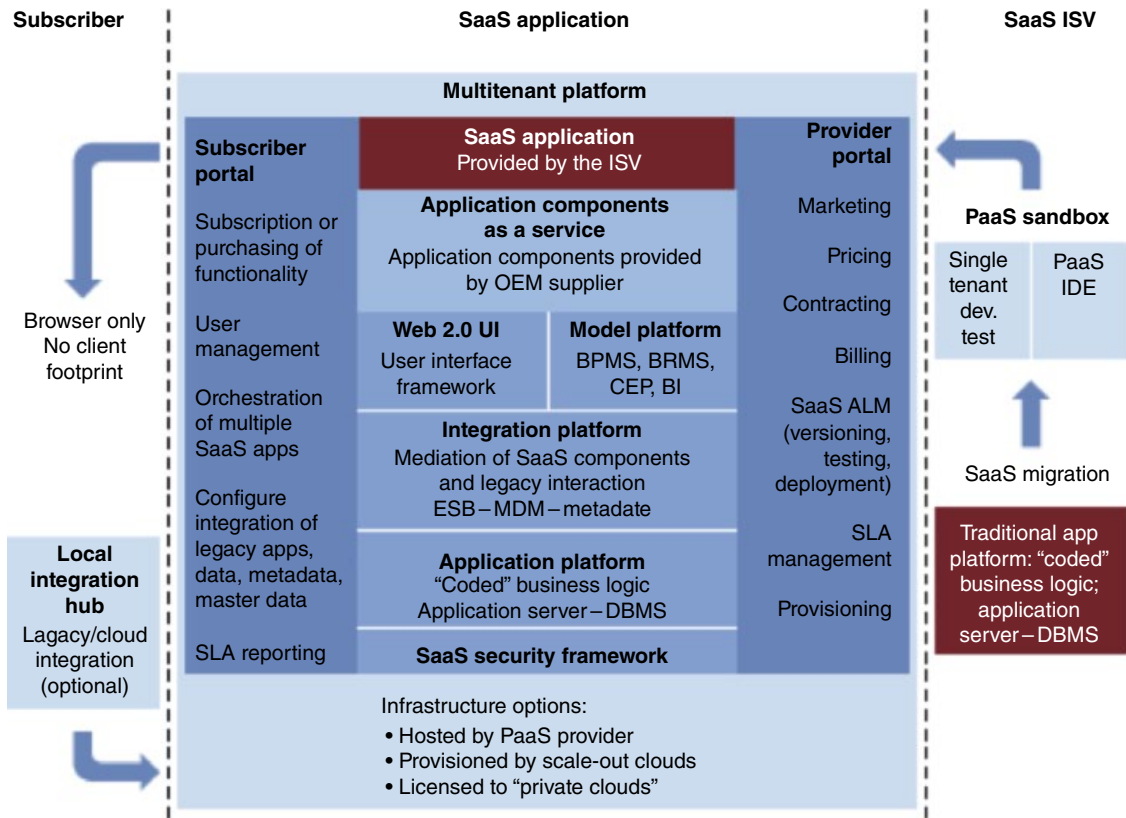 Subscriber
SaaS application
SaaS ISV
Multitenant platform
Subscriber
portal
Subscription or
purchasing of
functionality
User
management
Orchestration
of multiple
SaaS apps
Configure
integration of
legacy apps,
data, metadata,
master data
SLA reporting
SaaS application
Provided by the ISV
Application components
as a service
Application components provided
by OEM supplier
Web 2.0 UI
User interface
framework
Model platform
BPMS, BRMS,
CEP, BI
Integration platform
Mediation of SaaS components
and legacy interaction
ESB–MDM–metadate
Application platform
“Coded” business logic
Application server–DBMS
SaaS security framework
Provider
portal
Marketing
Pricing
Contracting
Billing
SaaS ALM
(versioning,
testing,
deployment)
SLA
management
Provisioning
Infrastructure options:
• Hosted by PaaS provider
• Provisioned by scale-out clouds
• Licensed to “private clouds”
Browser only
No client
footprint
Local
integration
hub
Lagacy/cloud
integration
(optional)
PaaS sandbox
Single
tenant
dev.
test
PaaS
IDE
SaaS migration
Traditional app
platform: “coded”
business logic;
application
server–DBMS